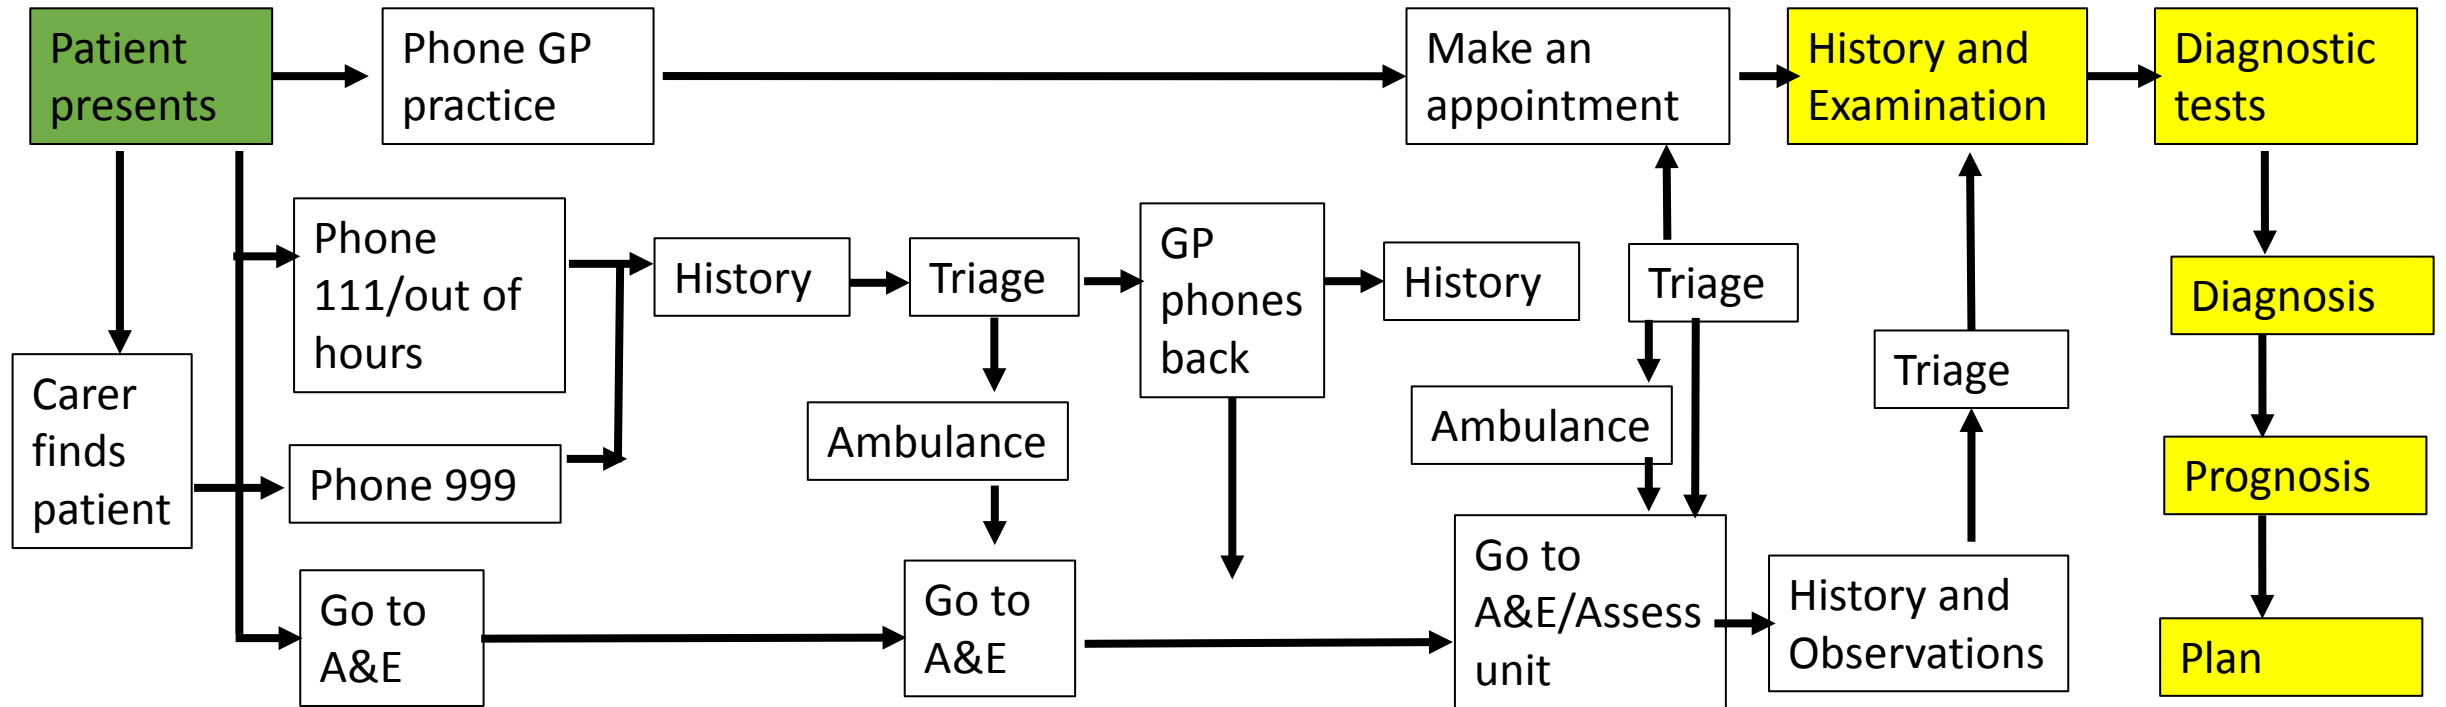 Patient
presents
Phone GP
practice
Make an
appointment
History and
Examination
Diagnostic
tests
Phone
111/out of
hours
History
Triage
GP
phones
back
History
Triage
Diagnosis
Carer
finds
patient
Ambulance
Ambulance
Triage
Phone 999
Prognosis
Go to
A&E
Go to
A&E
Go to
A&E/Assess
unit
History and
Observations
Plan